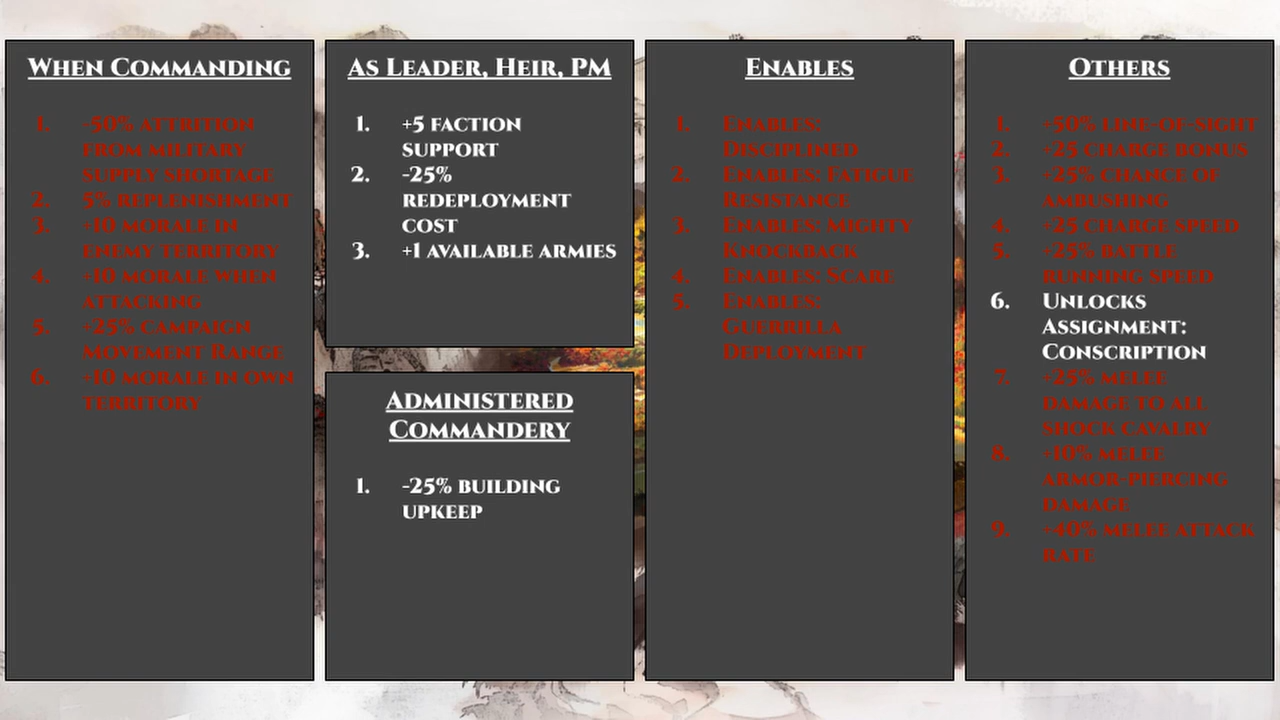 When Commanding
1. -50% attrition
from military
supply shortage
2. 5% replenishment
3. +10 morale in
enemy territory
4. +10 morale when
attacking
5. +25% campaign
movement Range
6. +10 morale in own
territory
As Leader, Heir, PM
1. +5 faction
support
2. -25%
redeployment
cost
3. +1 available armies
Administered
Commandery
1. -25% building
upkeep
Enables
1. Enables:
Disciplined
2. Enables: Fatigue
Resistance
3. Enables: Mighty
Knockback
4. Enables: Scare
5. Enables:
Guerrilla
Deployment
Others
1. +50% line-of-sight
2. +25 charge bonus
3. +25% chance of
ambushing
4. +25 charge speed
5. +25% battle
running speed
6. Unlocks
Assignment:
Conscription
7. +25% melee
damage to all
shock cavalry
8. +10% melee
armor-piercing
damage
9. +40% melee attack
rate